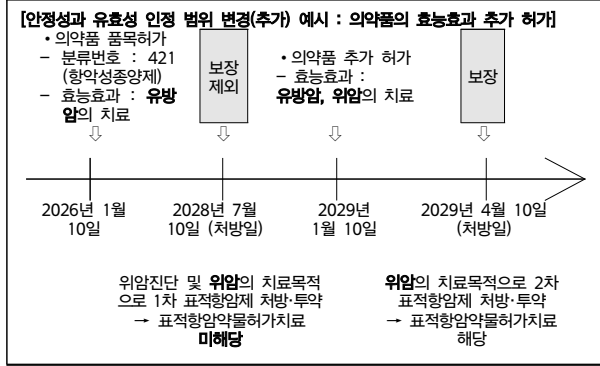 [안정성과 유효성 인정 범위 변경(추가) 예시 : 의약품의 효능효과 추가 허가]
• 의약품 품목허가
- 분류번호 : 421
(항악성종양제)
- 효능효과 : 유방
암의 치료
보장
제외
• 의약품 추가 허가
- 효능효과 :
유방암, 위암의 치료
보장
2026년 1월
10일
2028년 7월
10일 (처방일)
2029년
1월 10일
2029년 4월 10일
(처방일)
위암진단 및 위암의 치료목적
으로 1차 표적항암제 처방·투약
→ 표적항암약물허가치료
미해당
위암의 치료목적으로 2차
표적항암제 처방·투약
→ 표적항암약물허가치료
해당